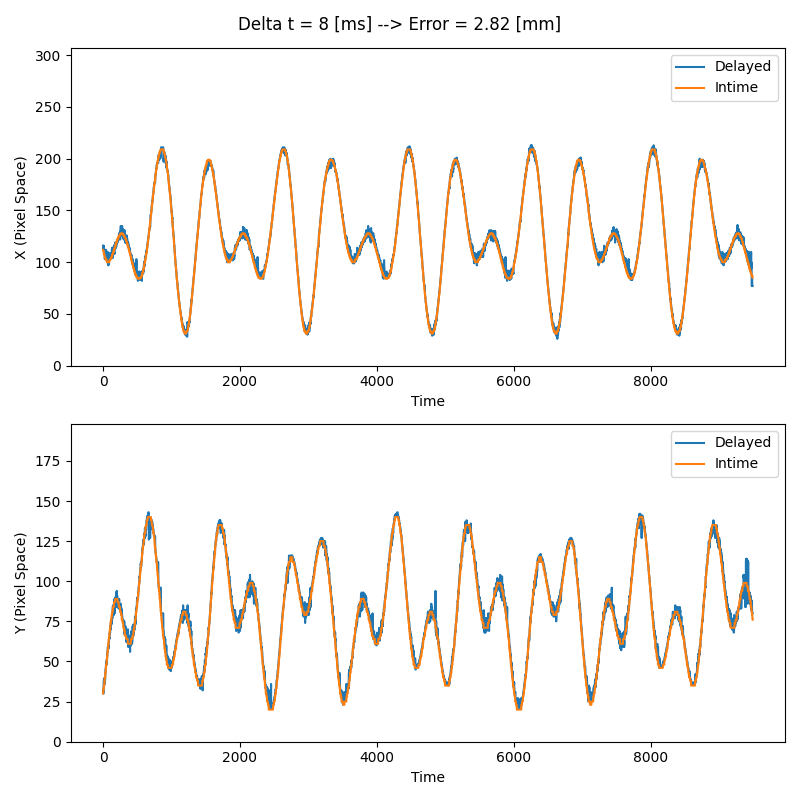 Delta t = 8 [ms] --> Error = 2.82 [mm]
300
250
200
150
100
50
0
X (Pixel Space)
Delayed
Intime
0 2000 4000 6000 8000
Time
175
150
125
100
75
50
25
0
Y (Pixel Space)
Delayed
Intime
0 2000 4000 6000 8000
Time